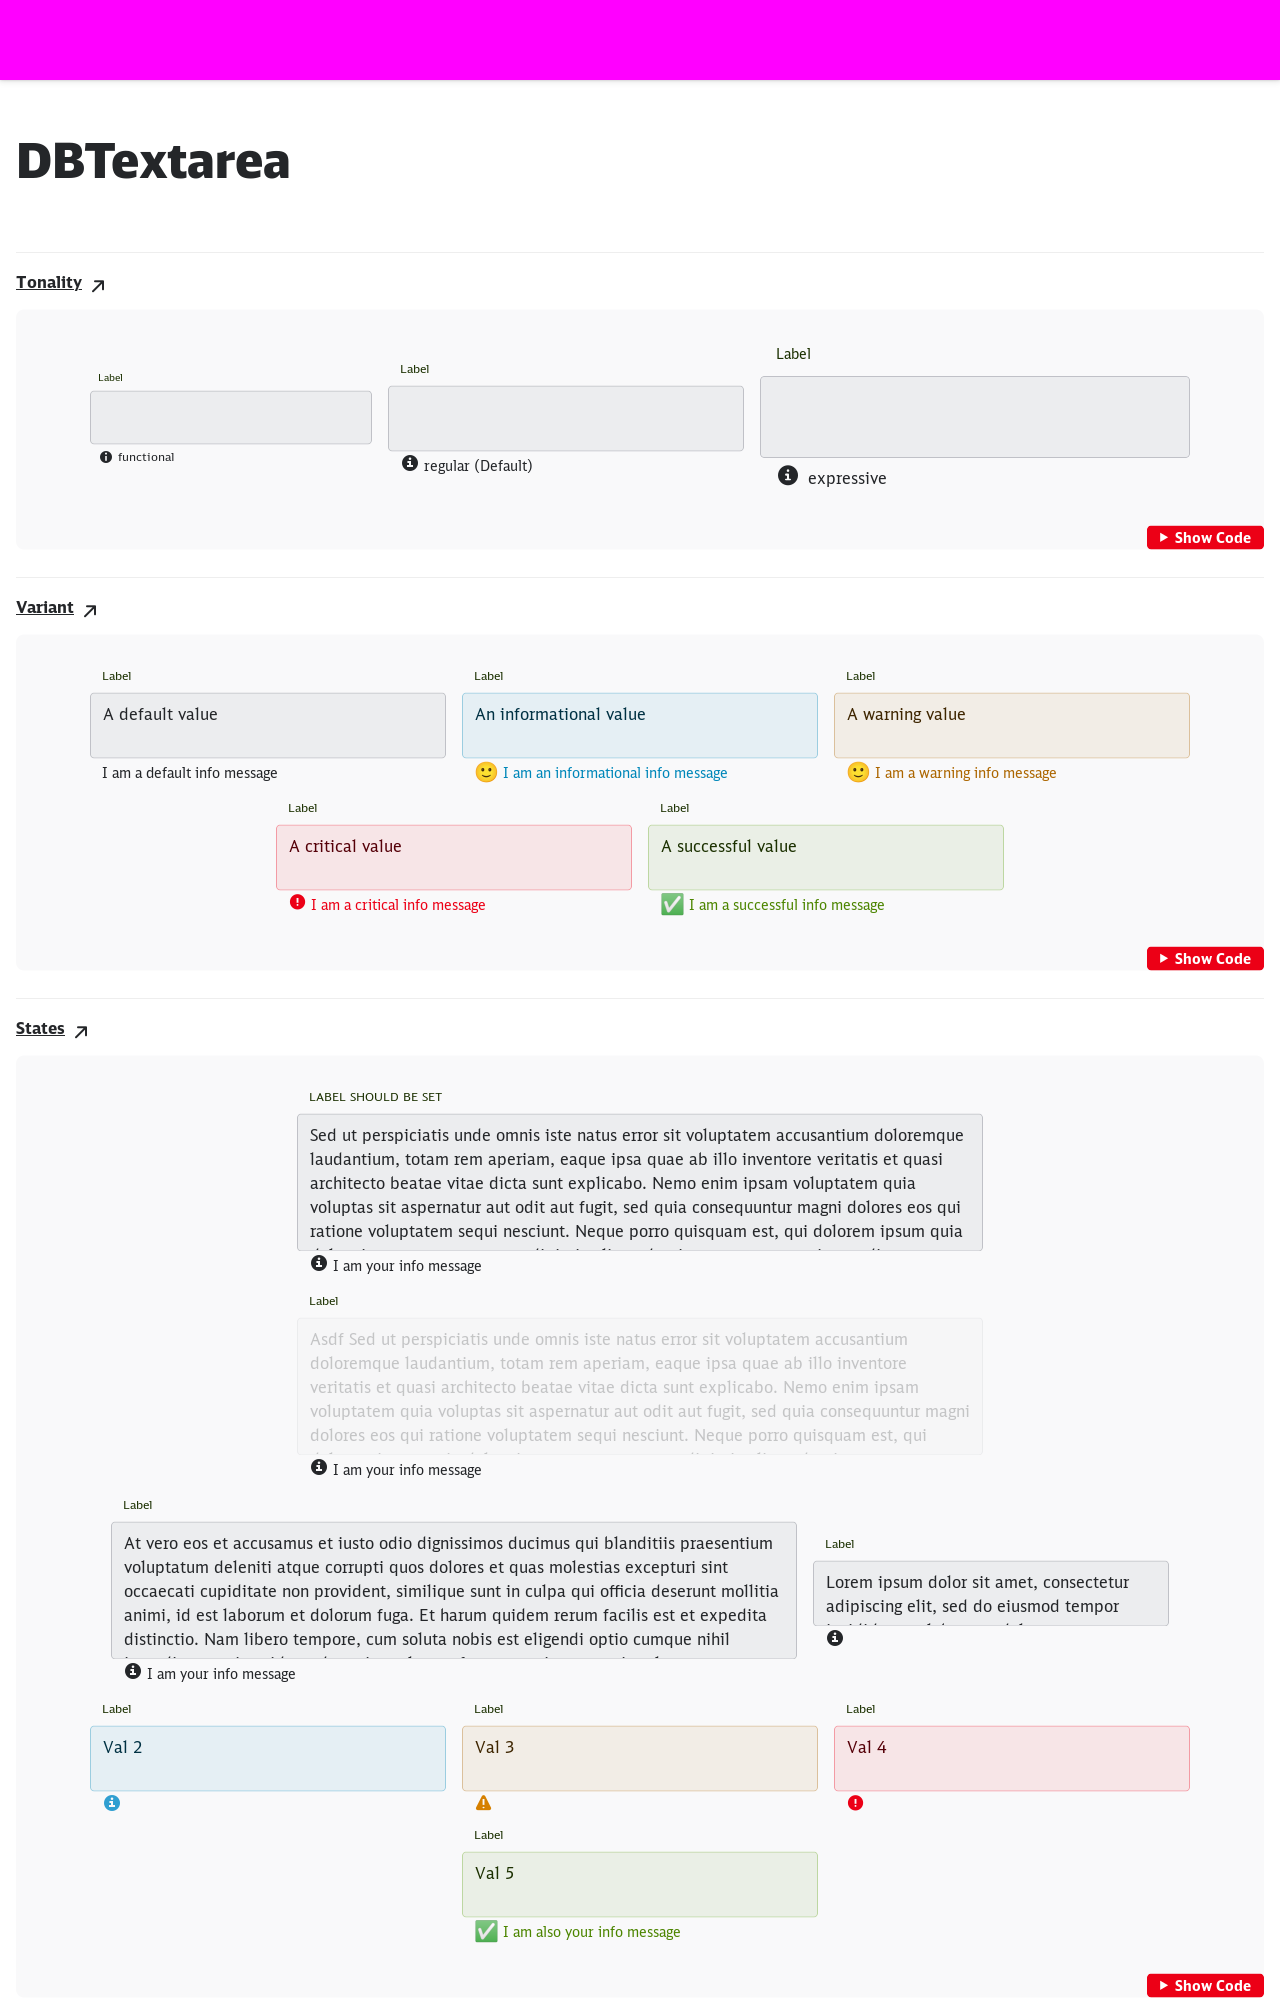 DBTextarea
Tonality
Label
functional
Label
regular (Default)
Label
expressive
Show Code
Variant
Label
A default value
I am a default info message
Label
An informational value
I am an informational info message
Label
A warning value
I am a warning info message
Label
A critical value
I am a critical info message
Label
A successful value
I am a successful info message
Show Code
States
LABEL SHOULD BE SET
Sed ut perspiciatis unde omnis iste natus error sit voluptatem accusantium doloremque
laudantium, totam rem aperiam, eaque ipsa quae ab illo inventore veritatis et quasi
architecto beatae vitae dicta sunt explicabo. Nemo enim ipsam voluptatem quia
voluptas sit aspernatur aut odit aut fugit, sed quia consequuntur magni dolores eos qui
ratione voluptatem sequi nesciunt. Neque porro quisquam est, qui dolorem ipsum quia
I am your info message
Label
Asdf Sed ut perspiciatis unde omnis iste natus error sit voluptatem accusantium
doloremque laudantium, totam rem aperiam, eaque ipsa quae ab illo inventore
veritatis et quasi architecto beatae vitae dicta sunt explicabo. Nemo enim ipsam
voluptatem quia voluptas sit aspernatur aut odit aut fugit, sed quia consequuntur magni
dolores eos qui ratione voluptatem sequi nesciunt. Neque porro quisquam est, qui
I am your info message
Label
At vero eos et accusamus et iusto odio dignissimos ducimus qui blanditiis praesentium
voluptatum deleniti atque corrupti quos dolores et quas molestias excepturi sint
occaecati cupiditate non provident, similique sunt in culpa qui officia deserunt mollitia
animi, id est laborum et dolorum fuga. Et harum quidem rerum facilis est et expedita
distinctio. Nam libero tempore, cum soluta nobis est eligendi optio cumque nihil
I am your info message
Label
Lorem ipsum dolor sit amet, consectetur
adipiscing elit, sed do eiusmod tempor
Label
Val 2
Label
Val 3
Label
Val 4
Label
Val 5
I am also your info message
Show Code